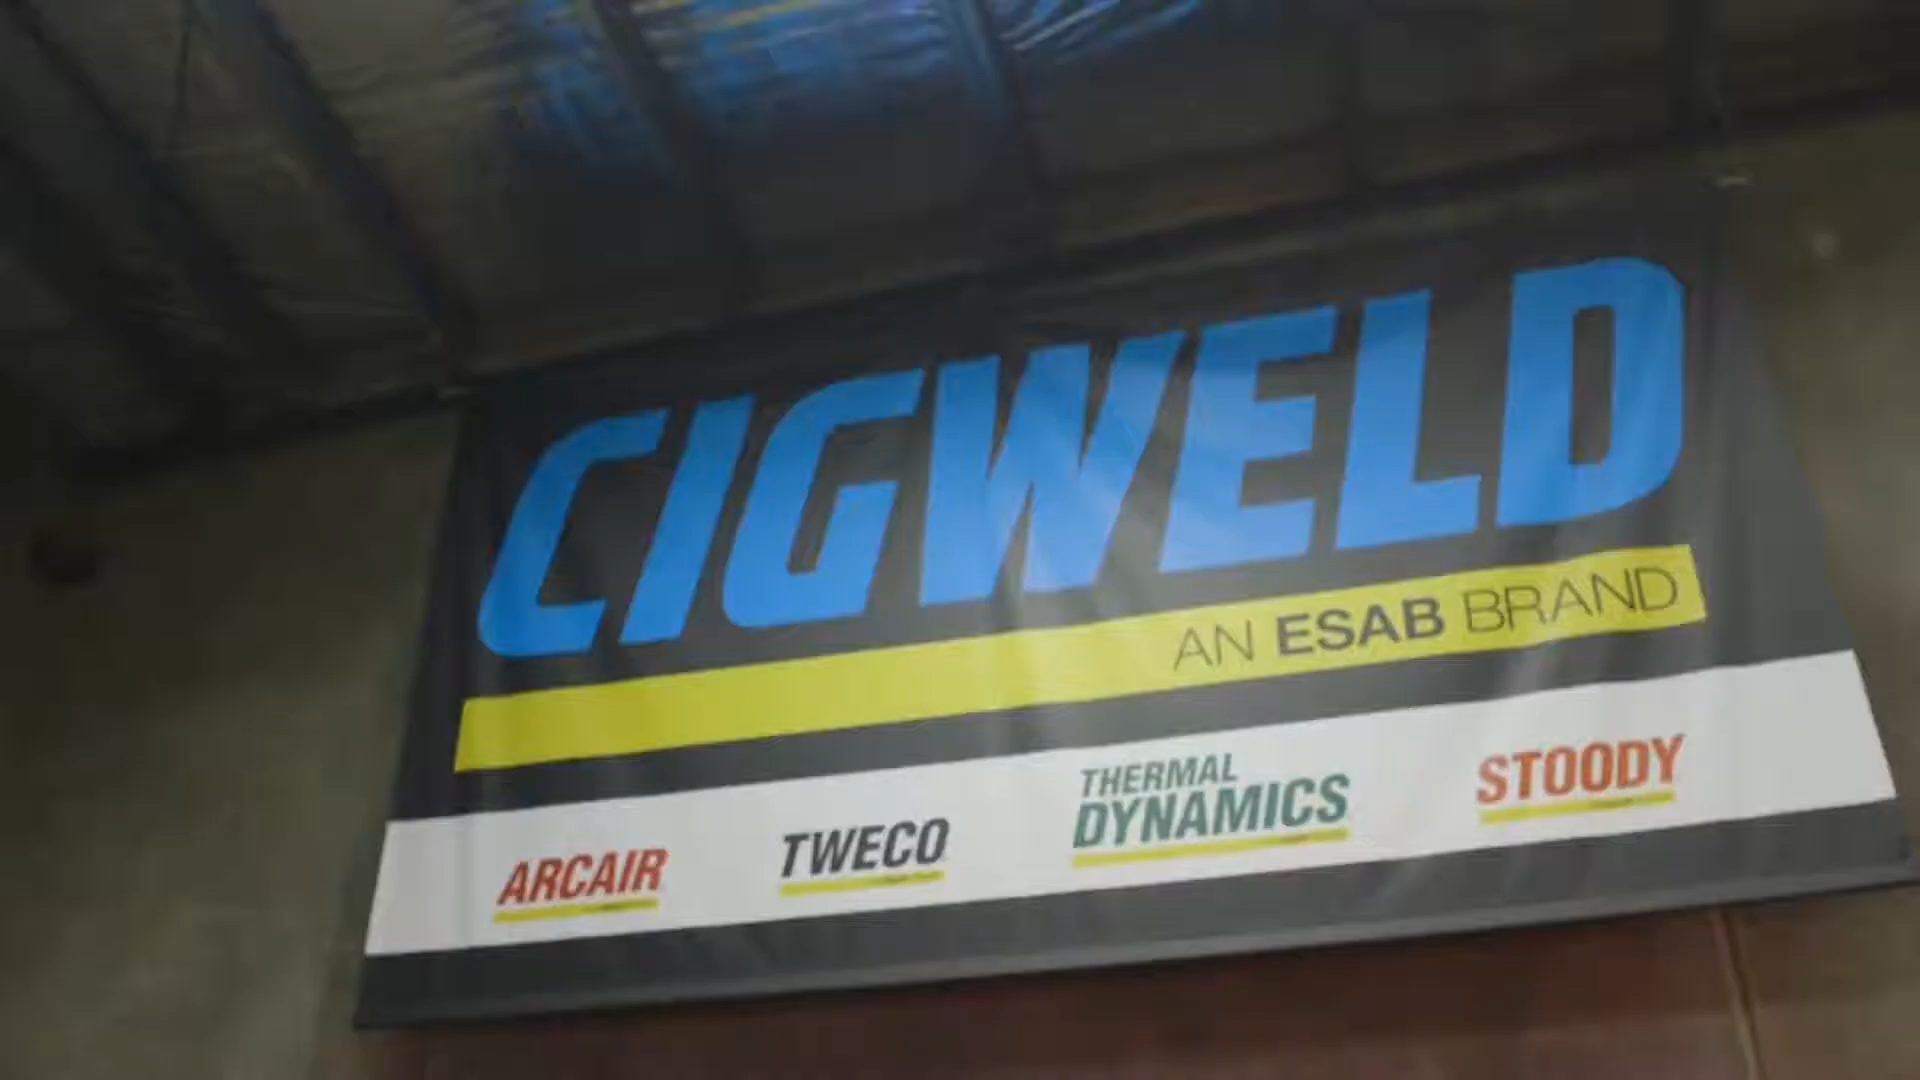 CIGWELD
AN ESAB BRAND
ARCAIR
TWECO
THERMAL
DYNAMICS
STOODY